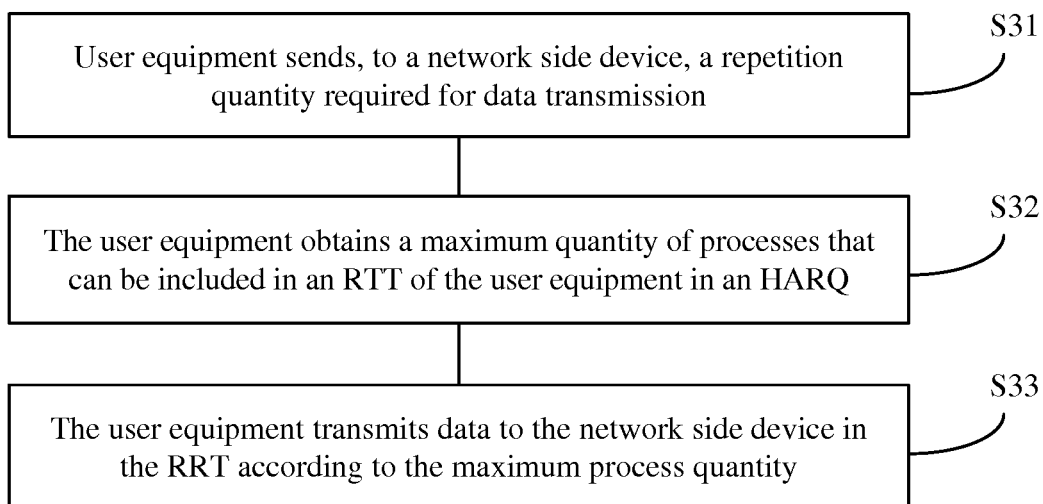 S31
User equipment sends, to a network side device, a repetition
quantity required for data transmission
S32
The user equipment obtains a maximum quantity of processes that
can be included in an RTT of the user equipment in an HARQ
S33
The user equipment transmits data to the network side device in
the RRT according to the maximum process quantity